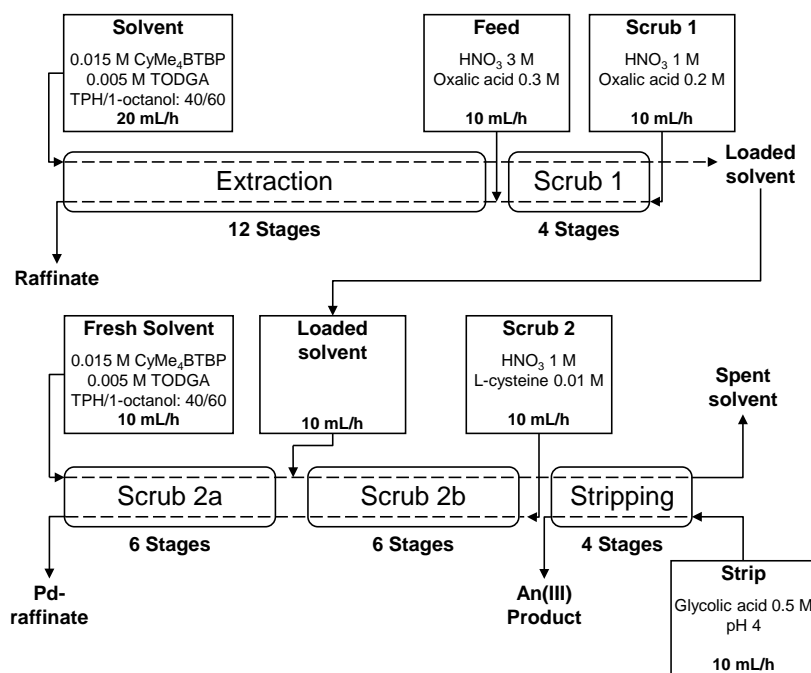 Solvent
0.015 M CyMe₄BTBP
0.005 M TODGA
TPH/1-octanol: 40/60
20 mL/h
Feed
HNO₃ 3 M
Oxalic acid 0.3 M
10 mL/h
Scrub 1
HNO₃ 1 M
Oxalic acid 0.2 M
10 mL/h
Extraction
Scrub 1
Loaded
solvent
12 Stages
4 Stages
Raffinate
Fresh Solvent
0.015 M CyMe₄BTBP
0.005 M TODGA
TPH/1-octanol: 40/60
10 mL/h
Loaded
solvent
10 mL/h
Scrub 2
HNO₃ 1 M
L-cysteine 0.01 M
10 mL/h
Spent
solvent
Scrub 2a
Scrub 2b
Stripping
6 Stages
6 Stages
4 Stages
Pd-
raffinate
An(III)
Product
Strip
Glycolic acid 0.5 M
pH 4
10 mL/h